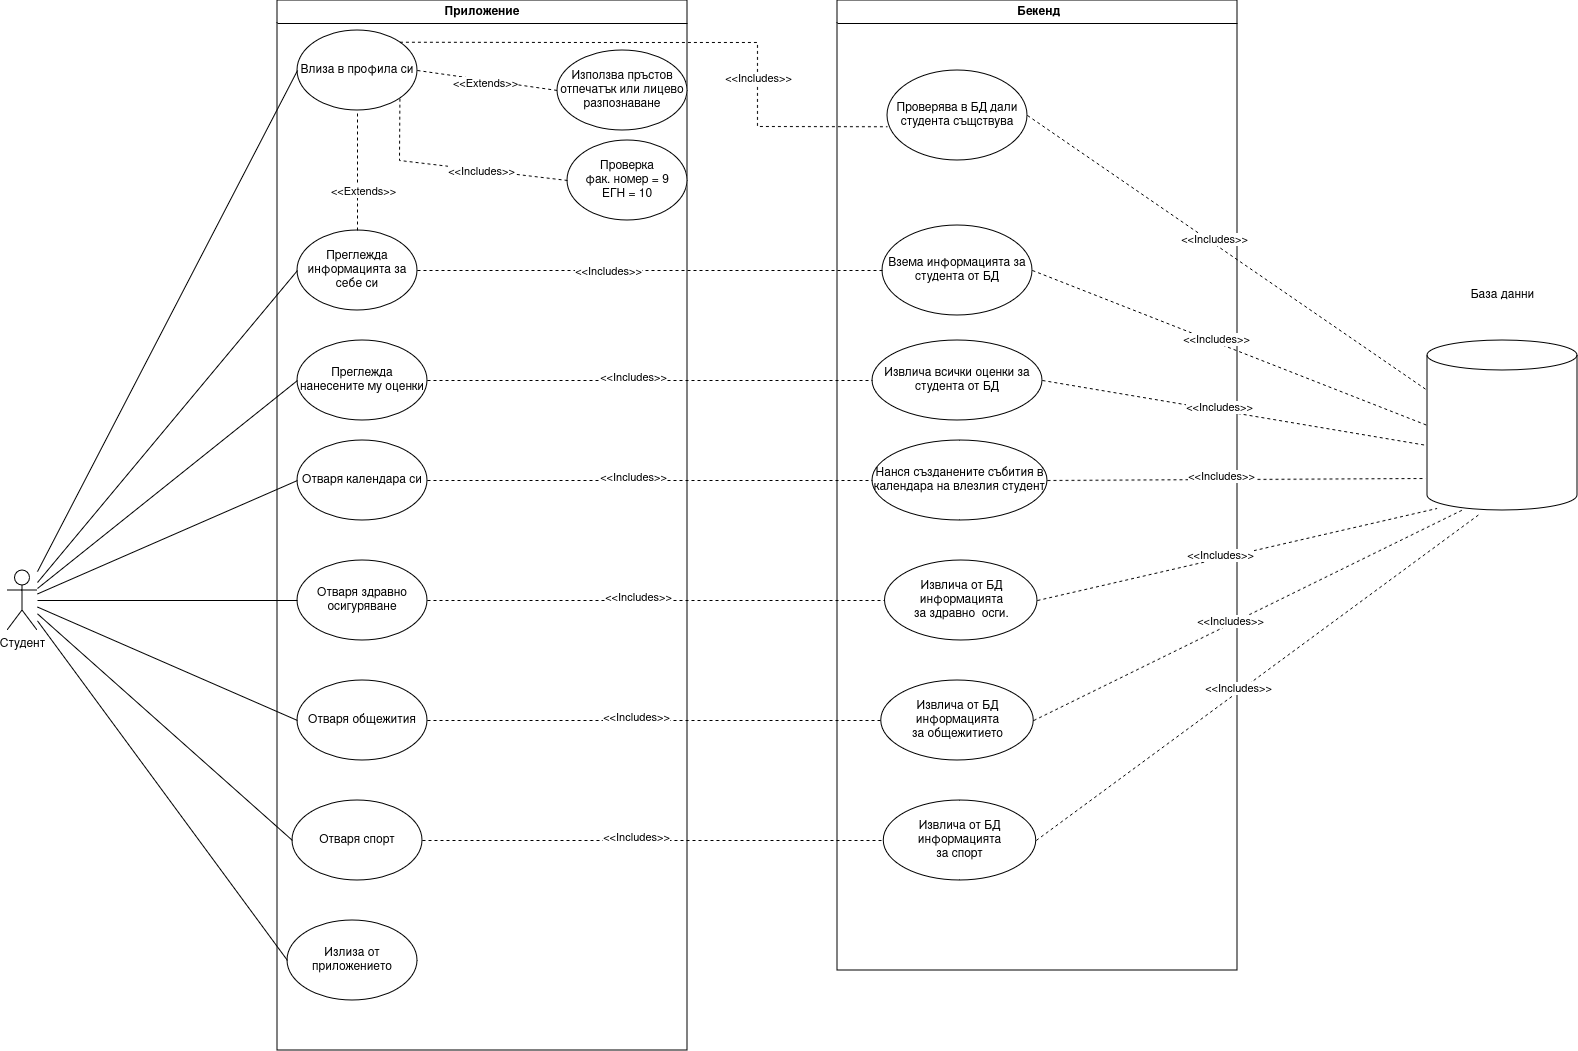 Приложение
Бекенд
Влиза в профила си
<<Extends>>
Използва пръстов
отпечатък или лицево
разпознаване
<<Includes>>
Проверява в БД дали
студента същствува
<<Includes>>
Проверка
фак. номер = 9
ЕГН = 10
<<Extends>>
<<Includes>>
Преглежда
информацията за
себе си
<<Includes>>
Взема информацията за
студента от БД
<<Includes>>
База данни
Преглежда
нанесените му оценки
<<Includes>>
Извлича всички оценки за
студента от БД
<<Includes>>
Отваря календара си
<<Includes>>
Нанся създанените събития в
календара на влезлия студент
<<Includes>>
Студент
Отваря здравно
осигуряване
<<Includes>>
Извлича от БД
информацията
за здравно осги.
<<Includes>>
Отваря общежития
<<Includes>>
Извлича от БД
информацията
за общежитието
<<Includes>>
Отваря спорт
<<Includes>>
Извлича от БД
информацията
за спорт
<<Includes>>
Излиза от
приложението